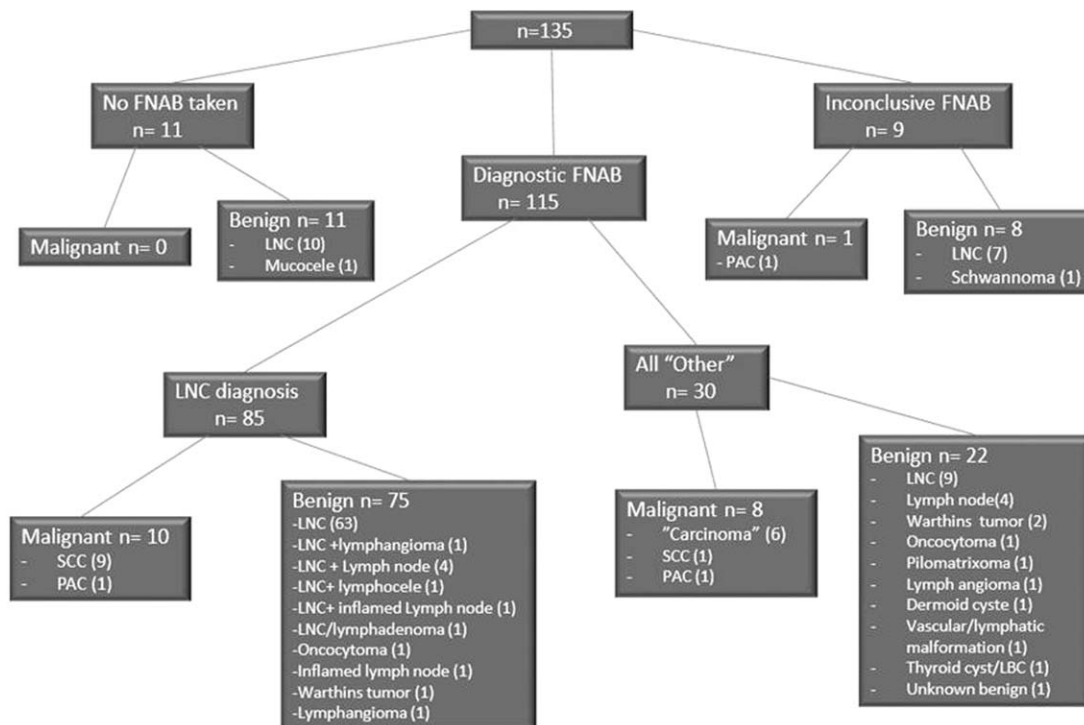 n=135
No FNAB taken
n= 11
Inconclusive FNAB
n= 9
Diagnostic FNAB
n= 115
Malignant n= 0
Benign n= 11
- LNC (10)
- Mucocele (1)
Malignant n= 1
- PAC (1)
Benign n= 8
- LNC (7)
- Schwannoma (1)
LNC diagnosis
n= 85
All "Other"
n= 30
Malignant n= 10
- SCC (9)
- PAC (1)
Benign n= 75
-LNC (63)
-LNC +lymphangioma (1)
-LNC + Lymph node (4)
-LNC+ lymphocele (1)
-LNC+ inflamed Lymph node (1)
-LNC/lymphadenoma (1)
-Oncocytoma (1)
-Inflamed lymph node (1)
-Warthins tumor (1)
-Lymphangioma (1)
Malignant n= 8
- "Carcinoma" (6)
- SCC (1)
- PAC (1)
Benign n= 22
- LNC (9)
- Lymph node(4)
- Warthins tumor (2)
- Oncocytoma (1)
- Pilomatrixoma (1)
- Lymph angioma (1)
- Dermoid cyste (1)
- Vascular/lymphatic
malformation (1)
- Thyroid cyst/LBC (1)
- Unknown benign (1)